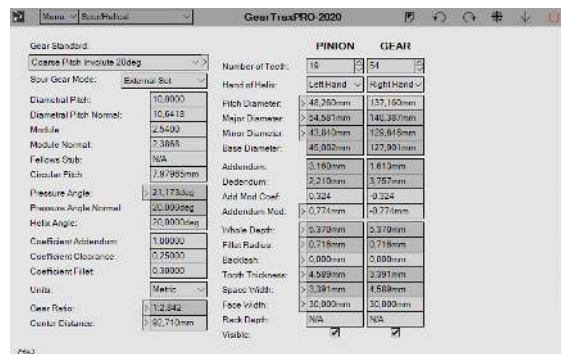 Menu Spur/Helical GearTraxPRO-2020
Gear Standard:
Coarse Pitch Involute 20deg
Spur Gear Mode: External Set
Diametral Pitch: 10,0000
Diametral Pitch Normal: 10,6418
Module 2,5400
Module Normal: 2,3868
Fellows Stub: N/A
Circular Pitch 7,97965mm
Pressure Angle: 21,173deg
Pressure Angle Normal 20,000deg
Helix Angle: 20,0000deg
Coefficient Addendum: 1,00000
Coefficient Clearance: 0,25000
Coefficient Fillet: 0,30000
Units: Metric
Gear Ratio: 1:2,842
Center Distance: 92,710mm
PINION GEAR
Number of Teeth: 19 54
Hand of Helix: Left Hand Right Hand
Pitch Diameter: 48,260mm 137,160mm
Major Diameter: 54,581mm 140,387mm
Minor Diameter: 43,840mm 129,646mm
Base Diameter: 45,002mm 127,901mm
Addendum: 3,160mm 1,613mm
Dedendum: 2,210mm 3,757mm
Add Mod Coef: 0,324 -0,324
Addendum Mod: 0,774mm -0,774mm
Whole Depth: 5,370mm 5,370mm
Fillet Radius: 0,716mm 0,716mm
Backlash: 0,000mm 0,000mm
Tooth Thickness: 4,589mm 3,391mm
Space Width: 3,391mm 4,589mm
Face Width: 30,000mm 30,000mm
Rack Depth: N/A N/A
Visible: